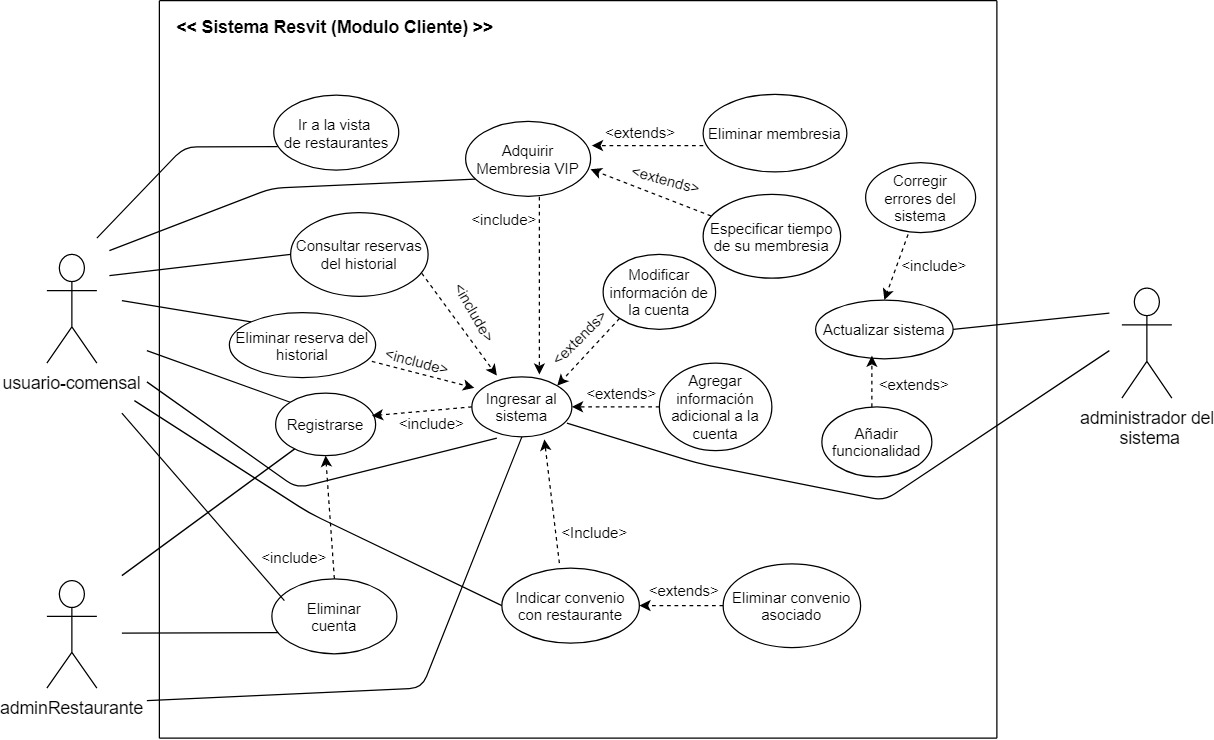 << Sistema Resvit (Modulo Cliente) >>
Ir a la vista
de restaurantes
Adquirir
Membresia VIP
<extends>
Eliminar membresia
<extends>
Especificar tiempo
de su membresia
Corregir
errores del
sistema
<include>
Consultar reservas
del historial
<include>
Modificar
información de
la cuenta
<include>
Actualizar sistema
Eliminar reserva del
historial
<include>
<extends>
usuario-comensal
Registrarse
<include>
Ingresar al
sistema
<extends>
Agregar
información
adicional a la
cuenta
<extends>
Añadir
funcionalidad
administrador del
sistema
<include>
<Include>
Eliminar
cuenta
Indicar convenio
con restaurante
<extends>
Eliminar convenio
asociado
adminRestaurante